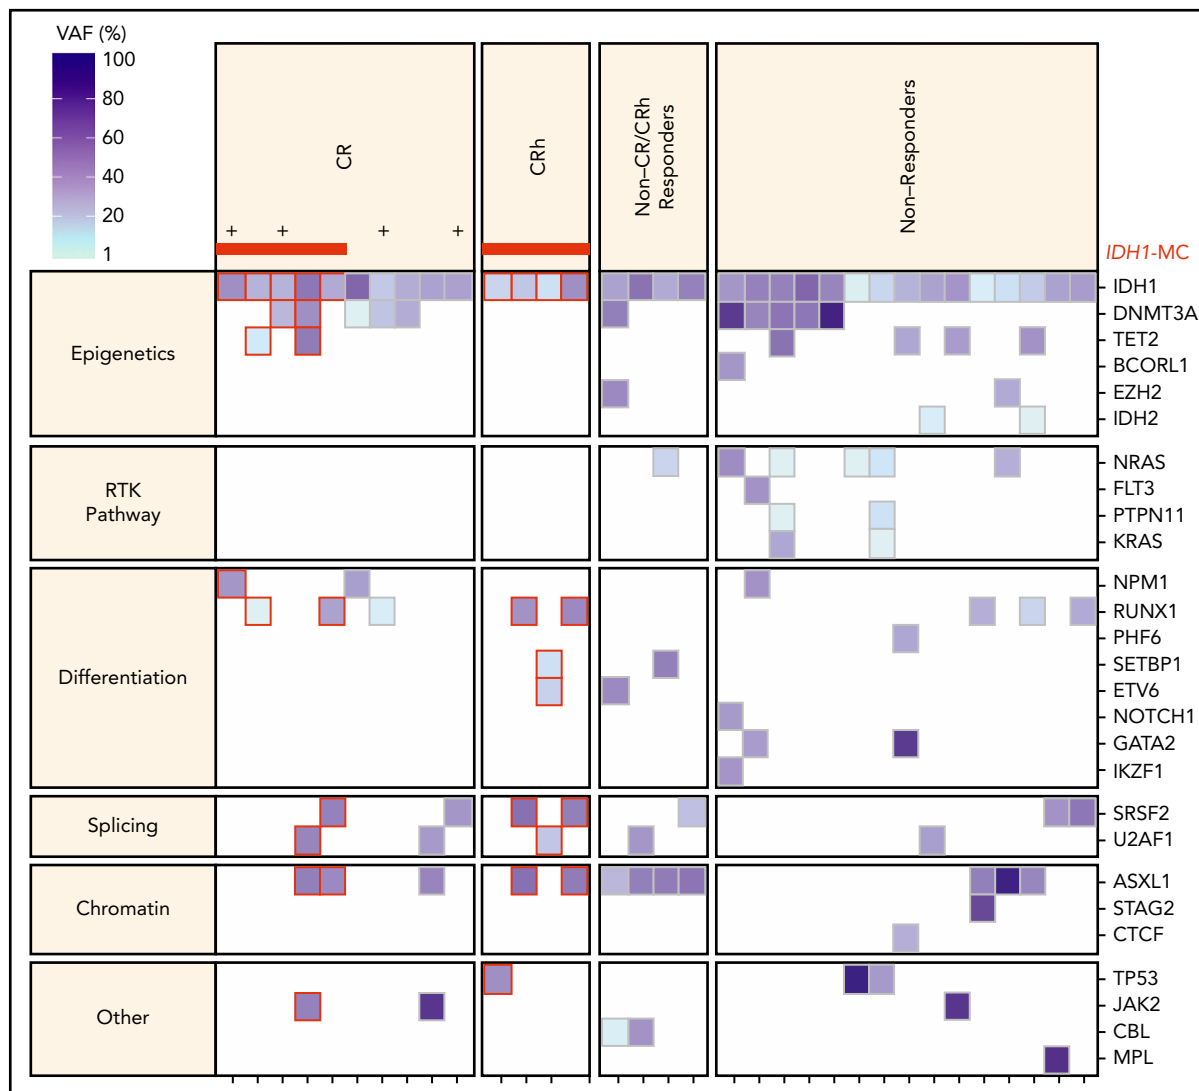 VAF (%)
100
80
60
40
20
1
CR
CRh
Non–CR/CRh
Responders
Non–Responders
+ + + +
IDH1-MC
Epigenetics
IDH1
DNMT3A
TET2
BCORL1
EZH2
IDH2
RTK
Pathway
NRAS
FLT3
PTPN11
KRAS
Differentiation
NPM1
RUNX1
PHF6
SETBP1
ETV6
NOTCH1
GATA2
IKZF1
Splicing
SRSF2
U2AF1
Chromatin
ASXL1
STAG2
CTCF
Other
TP53
JAK2
CBL
MPL